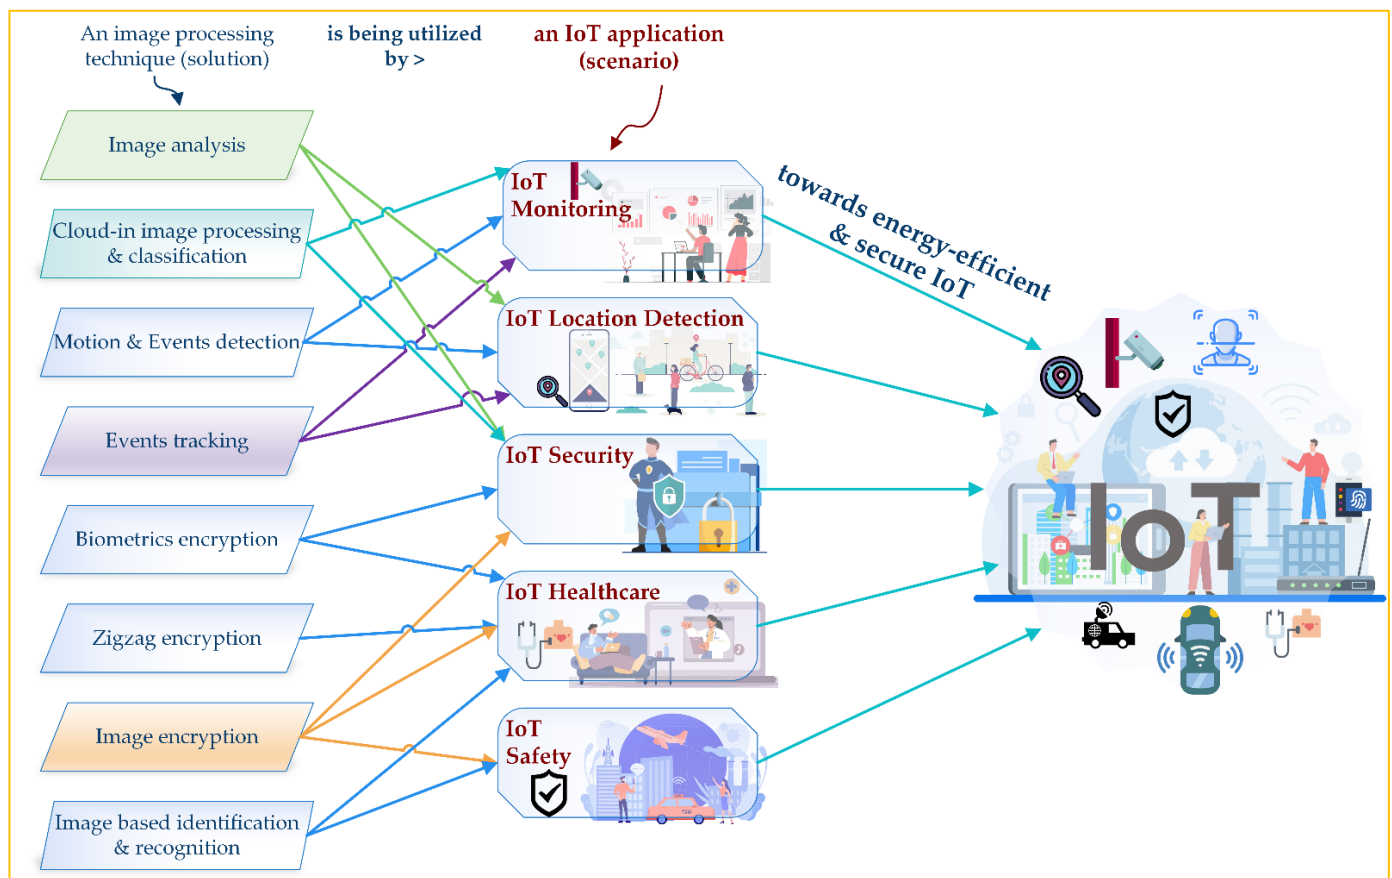 An image processing
technique (solution)
is being utilized
by >
an IoT application
(scenario)
Image analysis
Cloud-in image processing
& classification
Motion & Events detection
Events tracking
Biometrics encryption
Zigzag encryption
Image encryption
Image based identification
& recognition
IoT
Monitoring
IoT Location Detection
IoT Security
IoT Healthcare
IoT
Safety
towards energy-efficient
& secure IoT
IoT